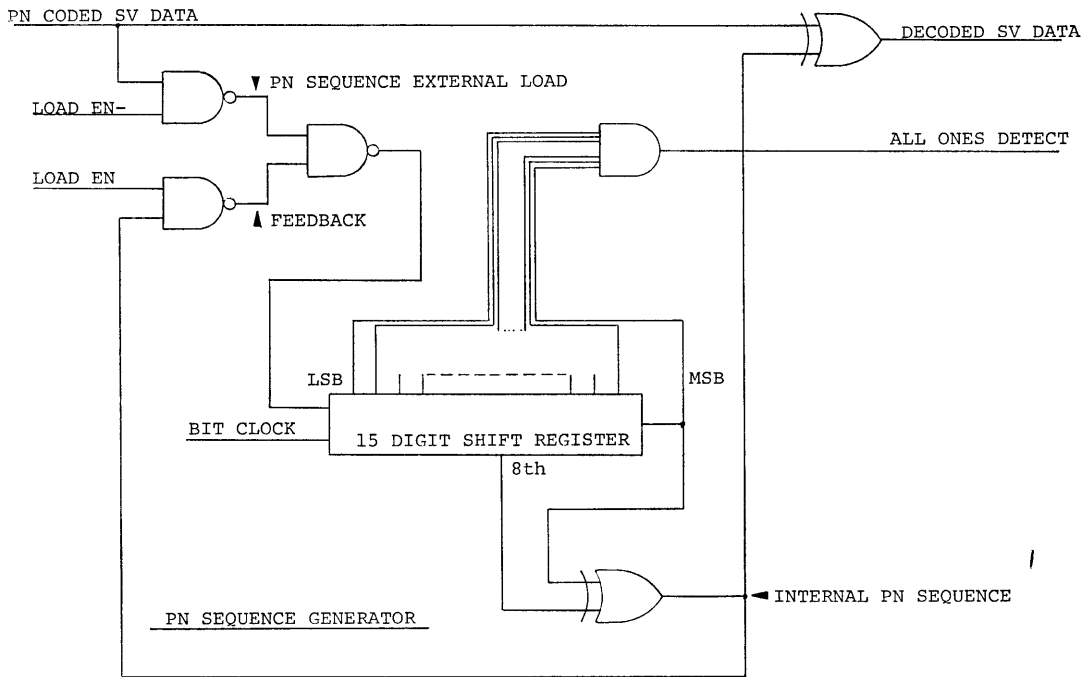 PN CODED SV DATA
DECODED SV DATA
PN SEQUENCE EXTERNAL LOAD
LOAD EN-
ALL ONES DETECT
LOAD EN
FEEDBACK
LSB
MSB
BIT CLOCK
15 DIGIT SHIFT REGISTER
8th
INTERNAL PN SEQUENCE
PN SEQUENCE GENERATOR